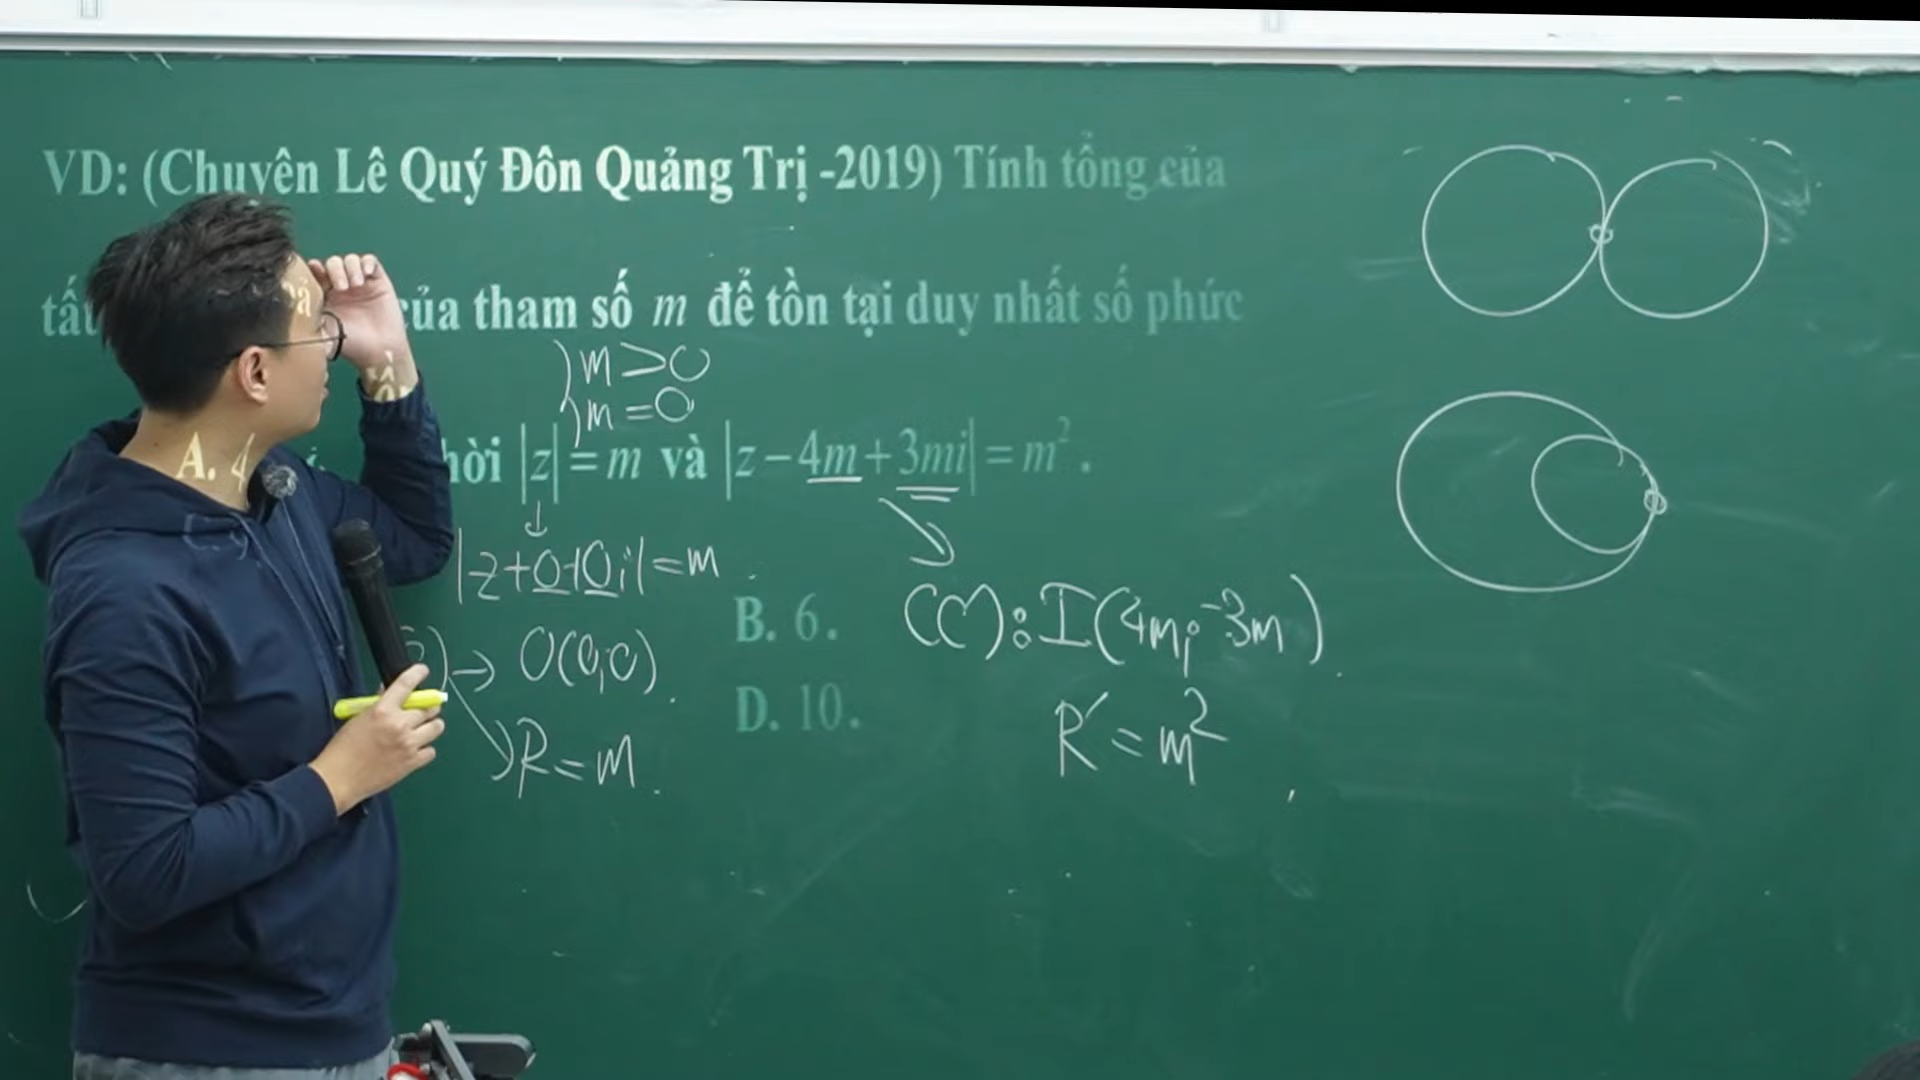 VD: (Chuyên Lê Quý Đôn Quảng Trị -2019) Tính tổng của
của tham số m để tồn tại duy nhất số phức
m > 0
m = 0
|z| = m và |z - 4m + 3mi| = m².
A. 4
|z+0+0i| = m
B. 6.
(C'): I(4m; -3m)
→ O(0;0)
D. 10.
R = m
R' = m²